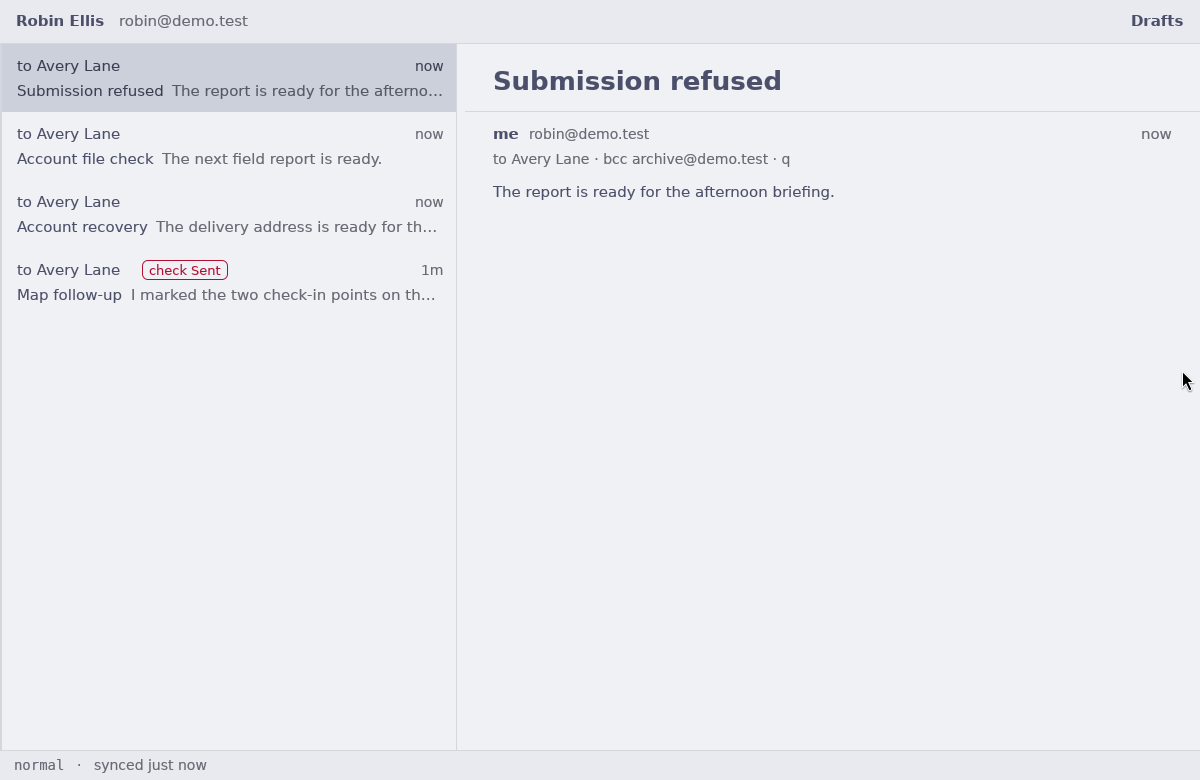 Robin Ellis robin@demo.test Drafts
to Avery Lane now
Submission refused The report is ready for the afterno…
to Avery Lane now
Account file check The next field report is ready.
to Avery Lane now
Account recovery The delivery address is ready for th…
to Avery Lane check Sent 1m
Map follow-up I marked the two check-in points on th…
Submission refused
me robin@demo.test now
to Avery Lane · bcc archive@demo.test · q
The report is ready for the afternoon briefing.
normal · synced just now